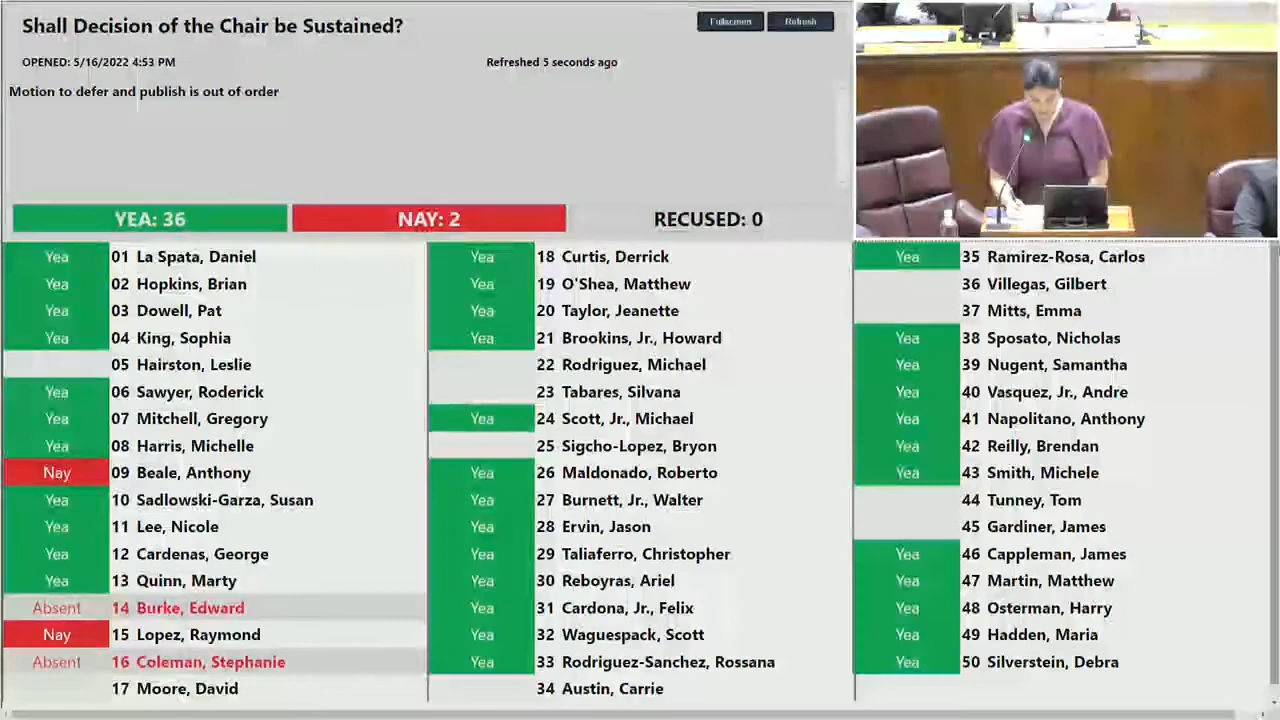 Shall Decision of the Chair be Sustained?
Fullscreen Refresh
OPENED: 5/16/2022 4:53 PM
Refreshed 5 seconds ago
Motion to defer and publish is out of order
YEA: 36 NAY: 2 RECUSED: 0
Yea 01 La Spata, Daniel
Yea 02 Hopkins, Brian
Yea 03 Dowell, Pat
Yea 04 King, Sophia
05 Hairston, Leslie
Yea 06 Sawyer, Roderick
Yea 07 Mitchell, Gregory
Yea 08 Harris, Michelle
Nay 09 Beale, Anthony
Yea 10 Sadlowski-Garza, Susan
Yea 11 Lee, Nicole
Yea 12 Cardenas, George
Yea 13 Quinn, Marty
Absent 14 Burke, Edward
Nay 15 Lopez, Raymond
Absent 16 Coleman, Stephanie
17 Moore, David
Yea 18 Curtis, Derrick
Yea 19 O'Shea, Matthew
Yea 20 Taylor, Jeanette
Yea 21 Brookins, Jr., Howard
22 Rodriguez, Michael
23 Tabares, Silvana
Yea 24 Scott, Jr., Michael
25 Sigcho-Lopez, Bryon
Yea 26 Maldonado, Roberto
Yea 27 Burnett, Jr., Walter
Yea 28 Ervin, Jason
Yea 29 Taliaferro, Christopher
Yea 30 Reboyras, Ariel
Yea 31 Cardona, Jr., Felix
Yea 32 Waguespack, Scott
Yea 33 Rodriguez-Sanchez, Rossana
34 Austin, Carrie
Yea 35 Ramirez-Rosa, Carlos
36 Villegas, Gilbert
37 Mitts, Emma
Yea 38 Sposato, Nicholas
Yea 39 Nugent, Samantha
Yea 40 Vasquez, Jr., Andre
Yea 41 Napolitano, Anthony
Yea 42 Reilly, Brendan
Yea 43 Smith, Michele
44 Tunney, Tom
45 Gardiner, James
Yea 46 Cappleman, James
Yea 47 Martin, Matthew
Yea 48 Osterman, Harry
Yea 49 Hadden, Maria
Yea 50 Silverstein, Debra